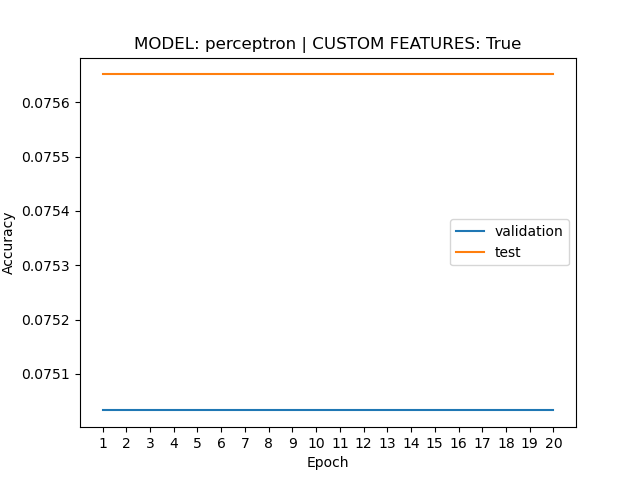 MODEL: perceptron | CUSTOM FEATURES: True
0.0756
0.0755
0.0754
0.0753
0.0752
0.0751
Accuracy
validation
test
1 2 3 4 5 6 7 8 9 10 11 12 13 14 15 16 17 18 19 20
Epoch